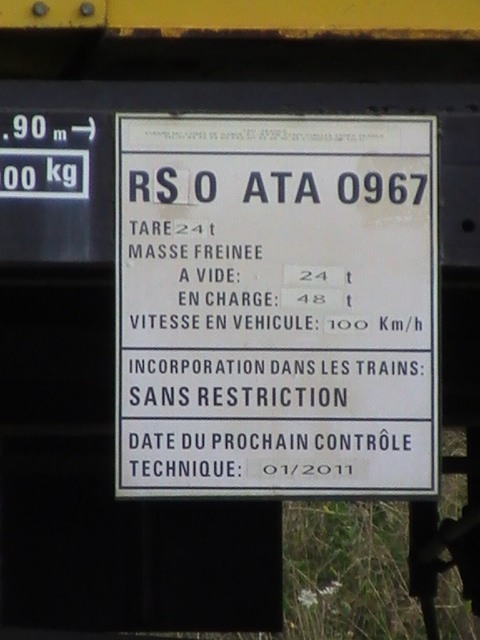 .90 m
00 kg
RS 0 ATA 0967
TARE 24 t
MASSE FREINEE
A VIDE: 24 t
EN CHARGE: 48 t
VITESSE EN VEHICULE: 100 Km/h
INCORPORATION DANS LES TRAINS:
SANS RESTRICTION
DATE DU PROCHAIN CONTRÔLE
TECHNIQUE: 01/2011